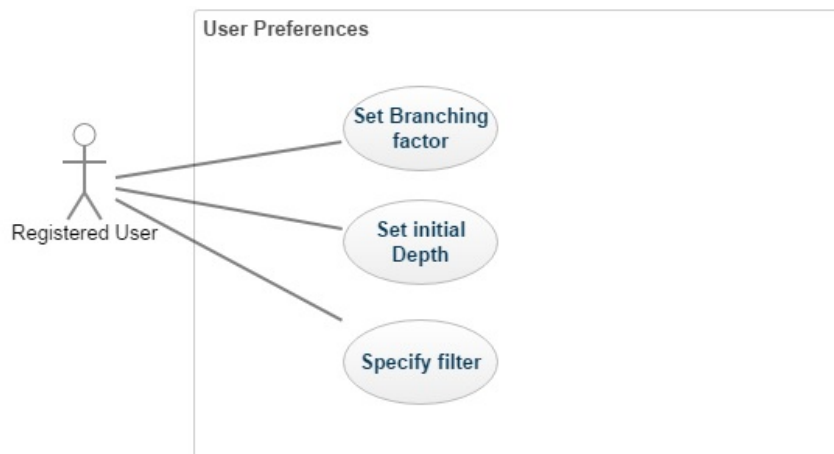 User Preferences
Set Branching
factor
Registered User
Set initial
Depth
Specify filter